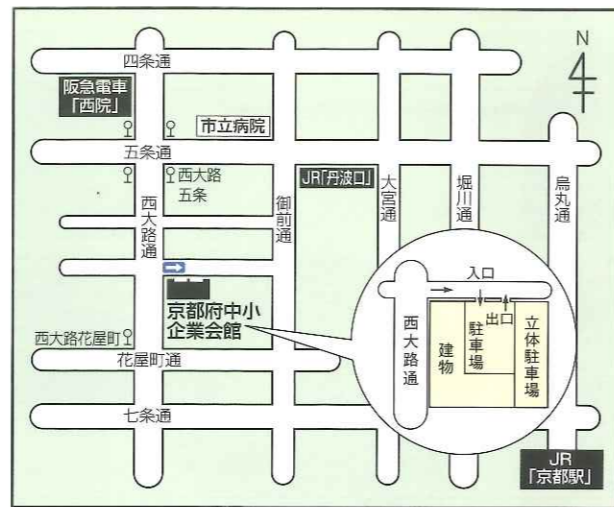 四条通
N
阪急電車
「西院」
市立病院
五条通
西大路
五条
JR「丹波口」
西大路通
御前通
大宮通
堀川通
烏丸通
京都府中小
企業会館
西大路花屋町
花屋町通
七条通
入口
出口
西大路通
建物
駐車場
立体駐車場
JR
「京都駅」